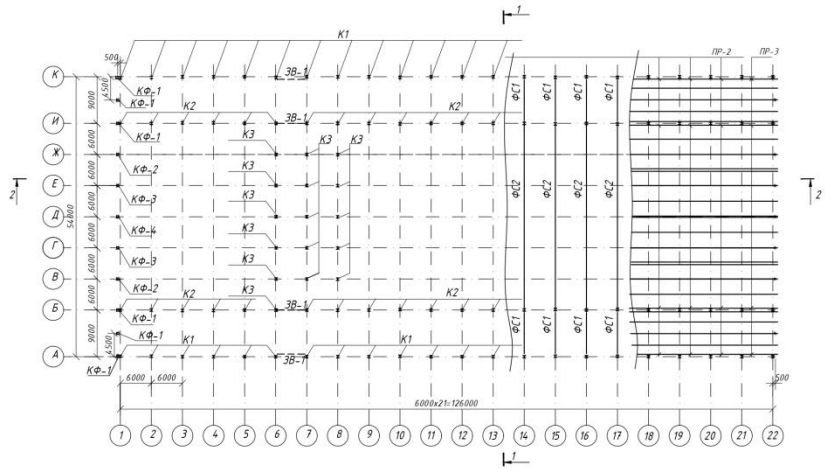 1
К1
500
ЗВ-1
ПР-2
ПР-3
К
КФ-1
4500
КФ-1
9000
К2
ЗВ-1
К2
ФС1
ФС1
ФС1
ФС1
И
КФ-1
К3
К3
К3
6000
Ж
КФ-2
К3
2
6000
2
Е
КФ-3
К3
ФС2
ФС2
ФС2
ФС2
54000
6000
Д
КФ-4
К3
6000
Г
КФ-3
К3
6000
В
КФ-2
К3
К2
ЗВ-1
К2
6000
Б
КФ-1
КФ-1
К1
К1
ФС1
ФС1
ФС1
ФС1
9000
4500
А
ЗВ-1
КФ-1
6000
6000
500
6000х21=126000
1 2 3 4 5 6 7 8 9 10 11 12 13 14 15 16 17 18 19 20 21 22
1